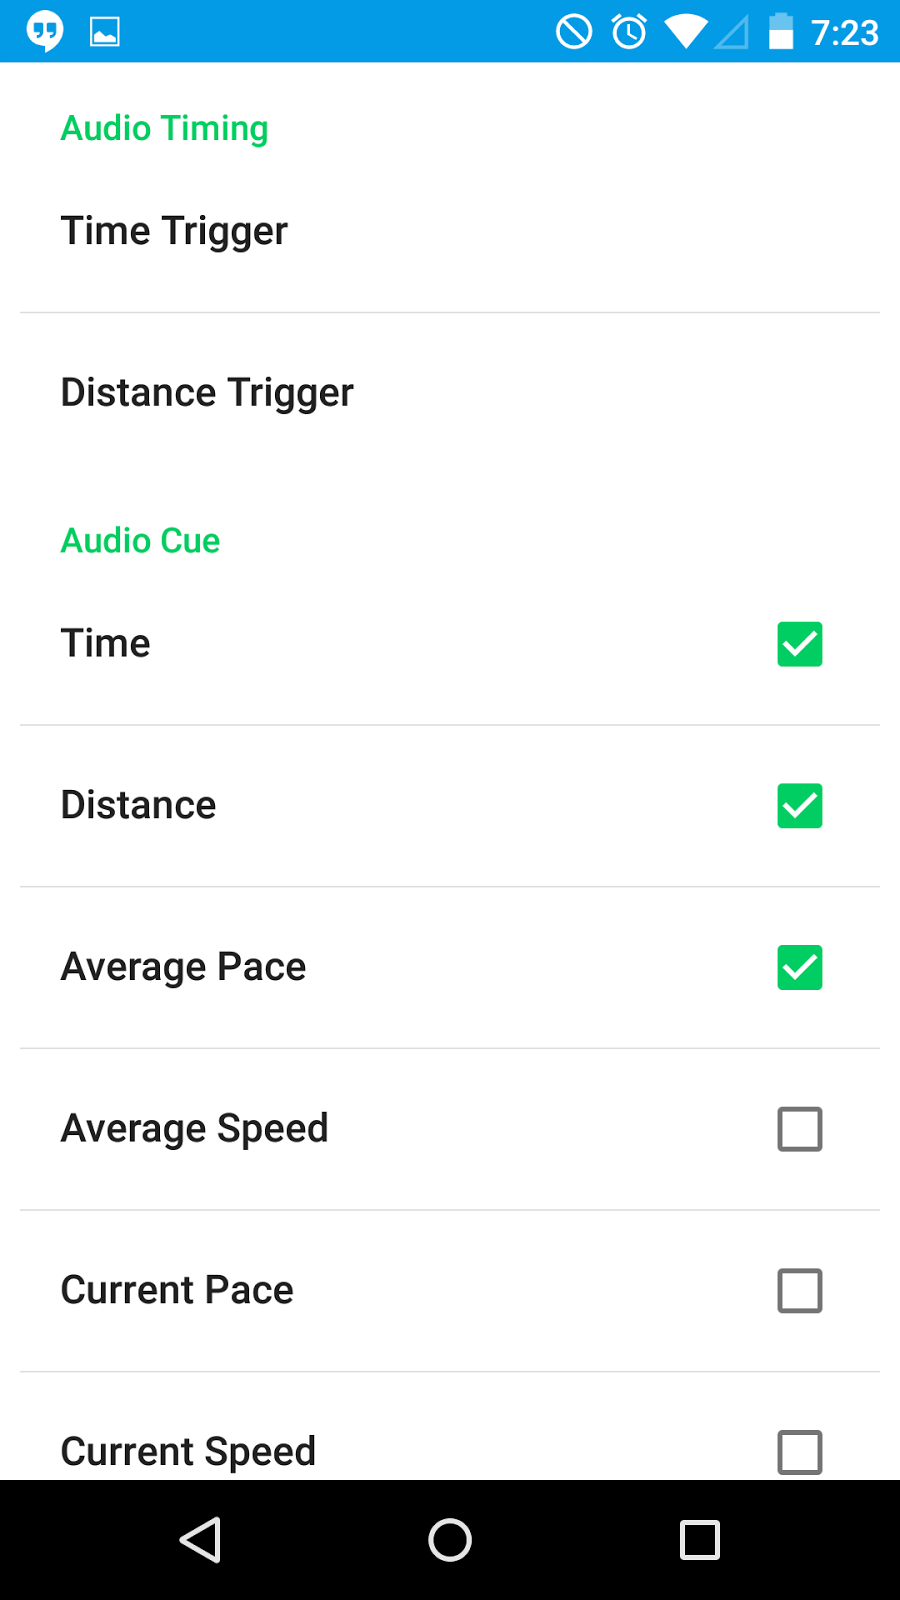 7:23
Audio Timing
Time Trigger
Distance Trigger
Audio Cue
Time
Distance
Average Pace
Average Speed
Current Pace
Current Speed